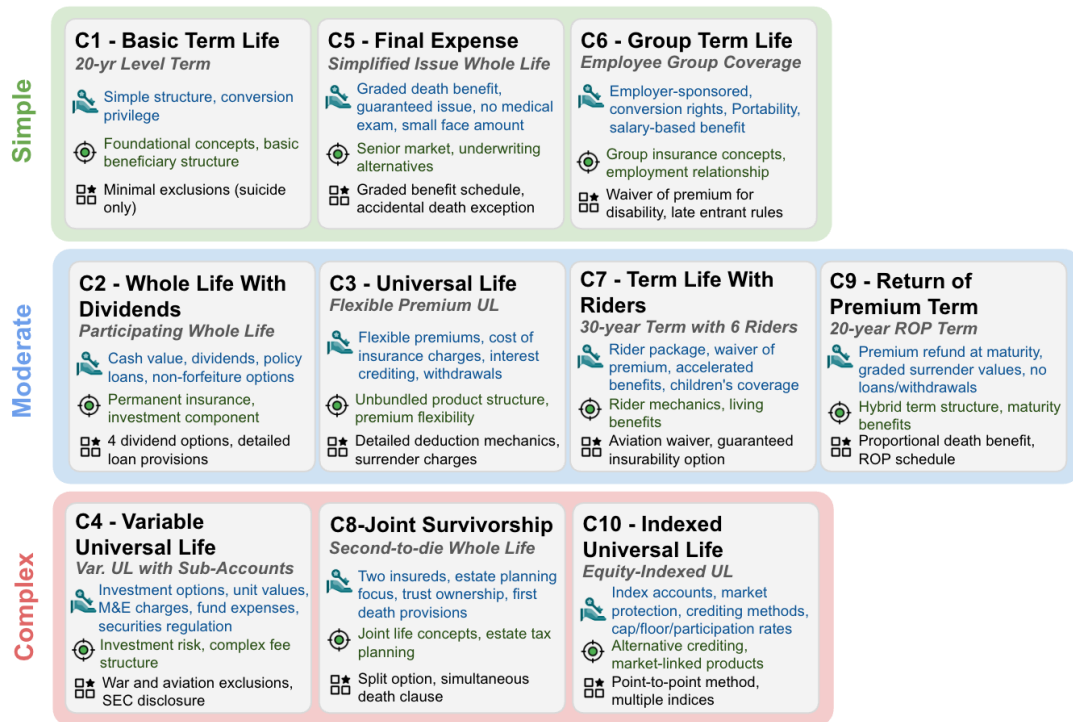 Simple
C1 - Basic Term Life
20-yr Level Term
Simple structure, conversion
privilege
Foundational concepts, basic
beneficiary structure
Minimal exclusions (suicide
only)
C5 - Final Expense
Simplified Issue Whole Life
Graded death benefit,
guaranteed issue, no medical
exam, small face amount
Senior market, underwriting
alternatives
Graded benefit schedule,
accidental death exception
C6 - Group Term Life
Employee Group Coverage
Employer-sponsored,
conversion rights, Portability,
salary-based benefit
Group insurance concepts,
employment relationship
Waiver of premium for
disability, late entrant rules
Moderate
C2 - Whole Life With
Dividends
Participating Whole Life
Cash value, dividends, policy
loans, non-forfeiture options
Permanent insurance,
investment component
4 dividend options, detailed
loan provisions
C3 - Universal Life
Flexible Premium UL
Flexible premiums, cost of
insurance charges, interest
crediting, withdrawals
Unbundled product structure,
premium flexibility
Detailed deduction mechanics,
surrender charges
C7 - Term Life With
Riders
30-year Term with 6 Riders
Rider package, waiver of
premium, accelerated
benefits, children's coverage
Rider mechanics, living
benefits
Aviation waiver, guaranteed
insurability option
C9 - Return of
Premium Term
20-year ROP Term
Premium refund at maturity,
graded surrender values, no
loans/withdrawals
Hybrid term structure, maturity
benefits
Proportional death benefit,
ROP schedule
Complex
C4 - Variable
Universal Life
Var. UL with Sub-Accounts
Investment options, unit values,
M&E charges, fund expenses,
securities regulation
Investment risk, complex fee
structure
War and aviation exclusions,
SEC disclosure
C8-Joint Survivorship
Second-to-die Whole Life
Two insureds, estate planning
focus, trust ownership, first
death provisions
Joint life concepts, estate tax
planning
Split option, simultaneous
death clause
C10 - Indexed
Universal Life
Equity-Indexed UL
Index accounts, market
protection, crediting methods,
cap/floor/participation rates
Alternative crediting,
market-linked products
Point-to-point method,
multiple indices